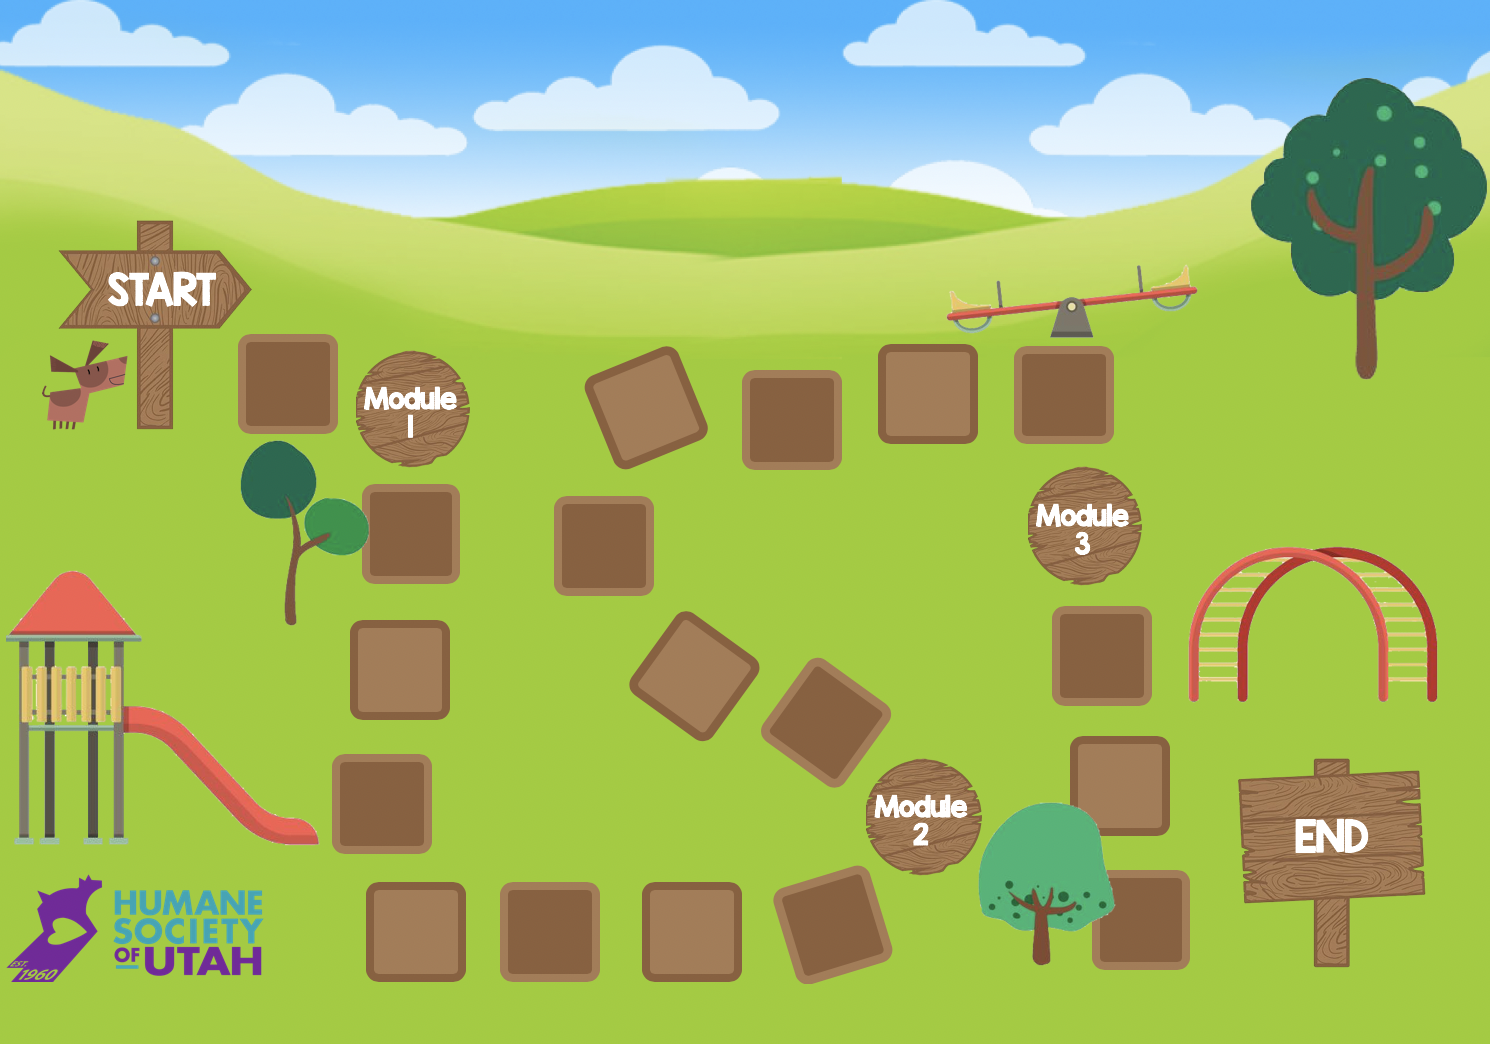 START
Module
1
Module
3
Module
2
END
HUMANE
SOCIETY
OF UTAH
EST.
1960